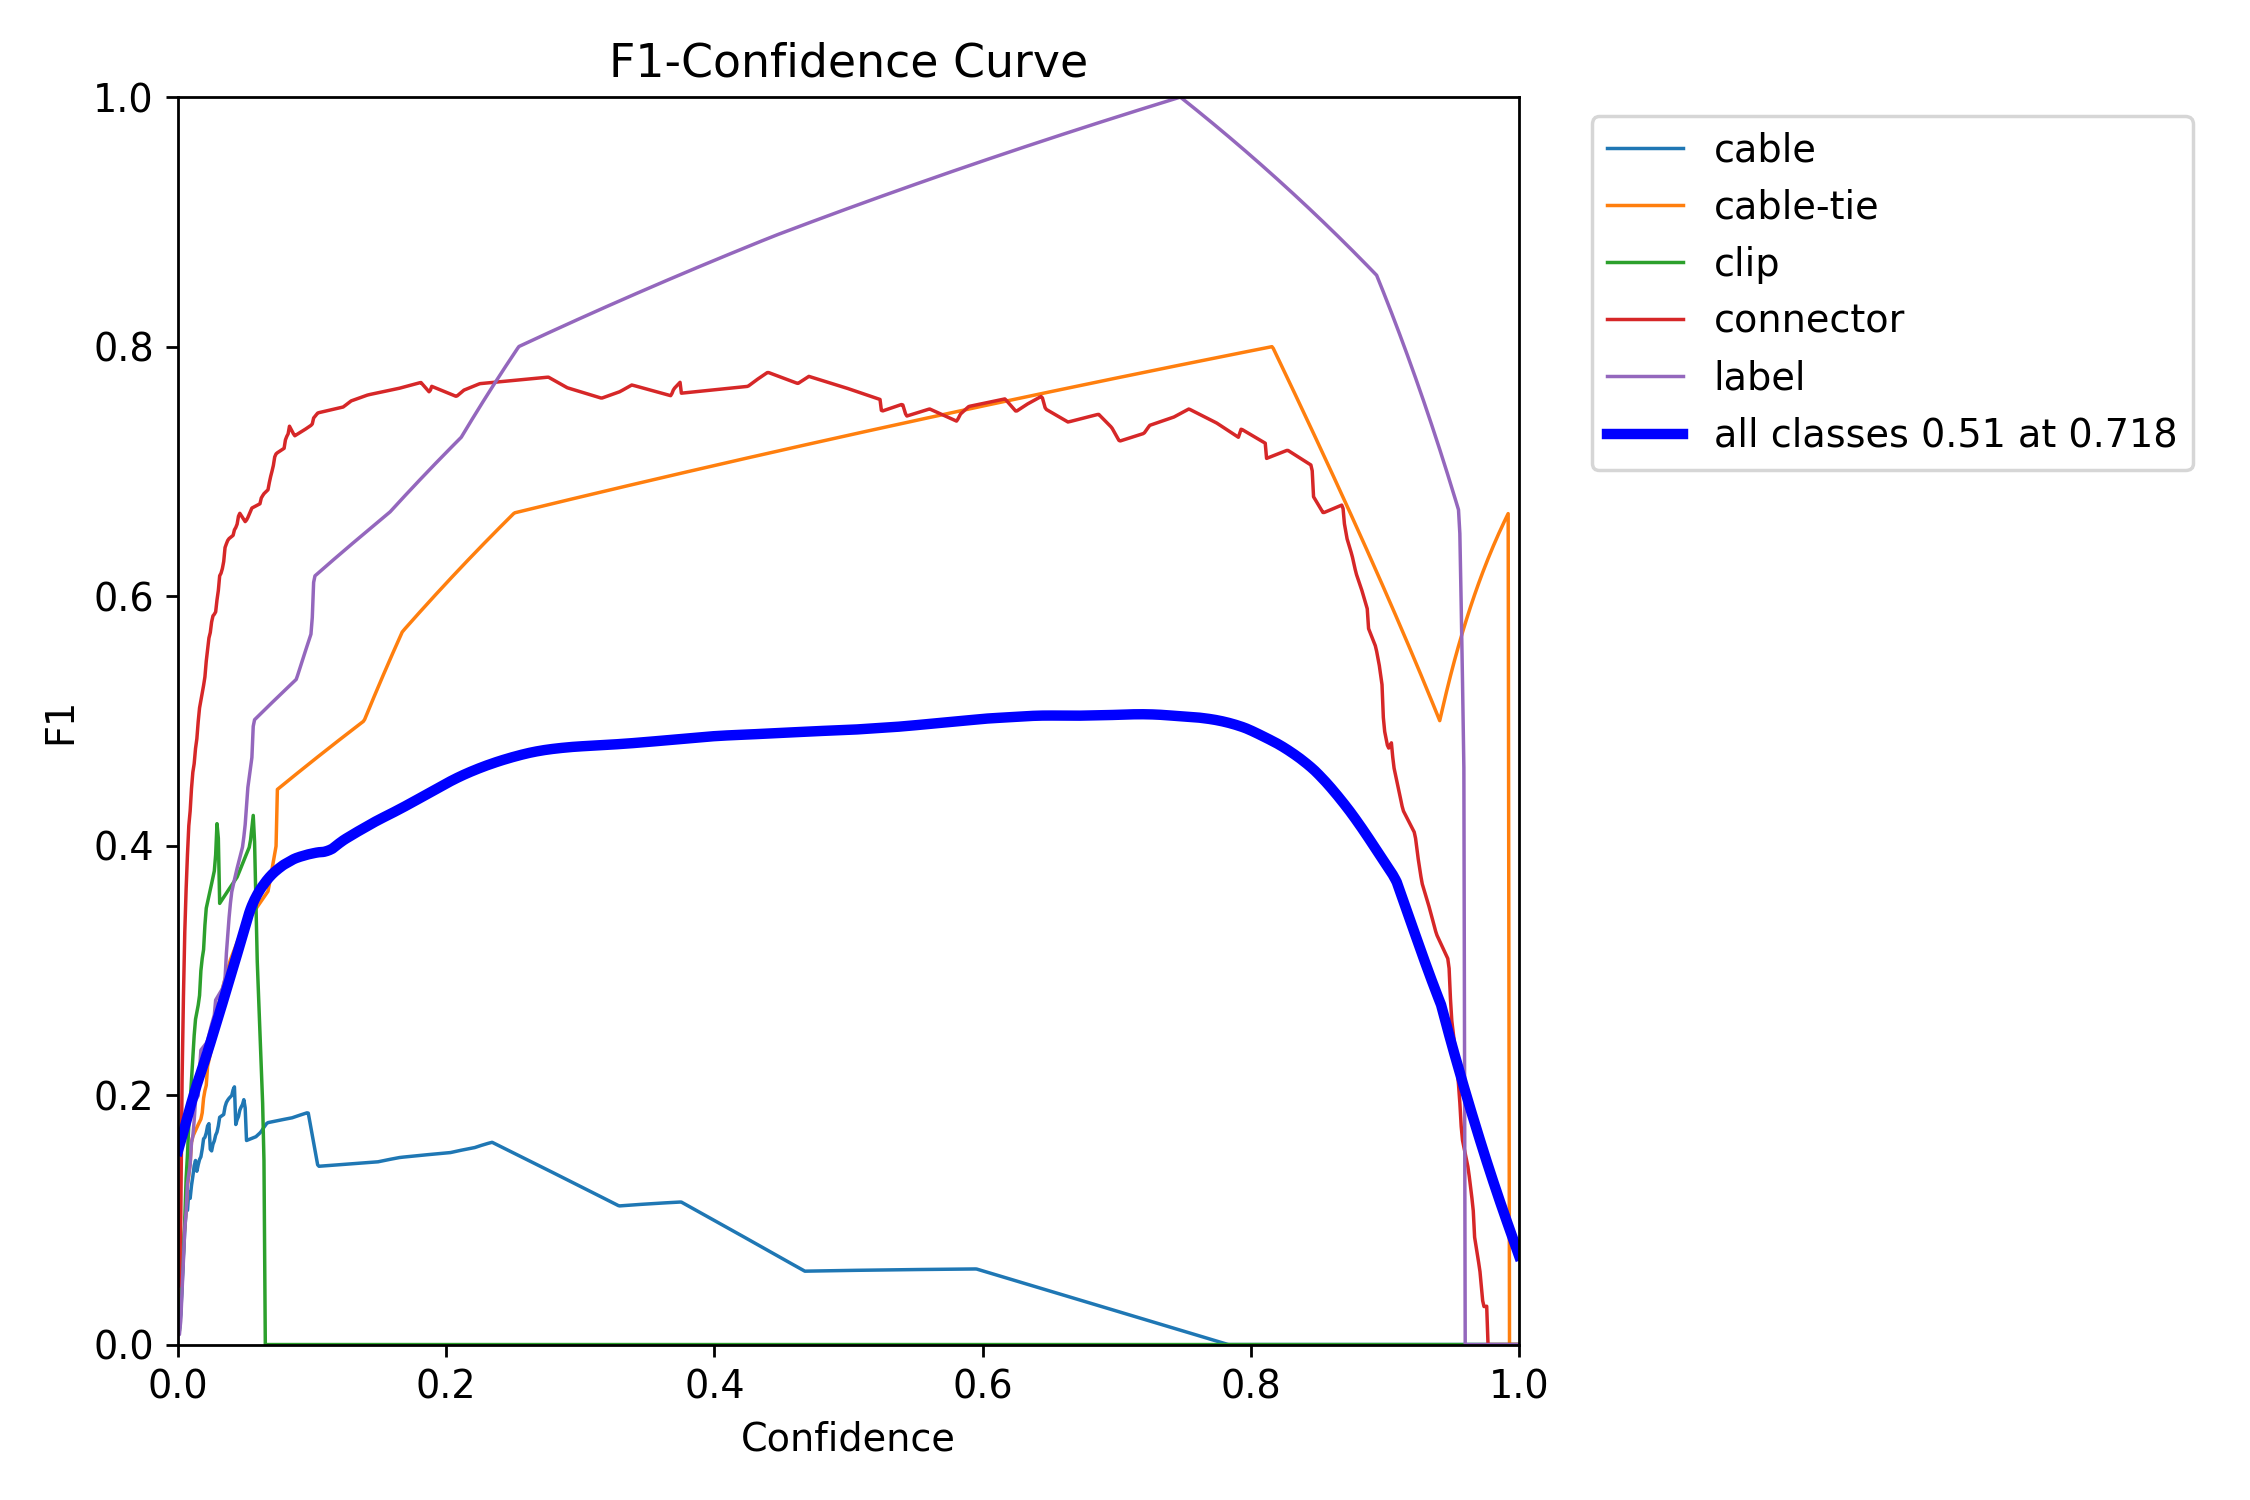 F1-Confidence Curve
1.0
0.8
0.6
0.4
0.2
0.0
F1
0.0 0.2 0.4 0.6 0.8 1.0
Confidence
cable
cable-tie
clip
connector
label
all classes 0.51 at 0.718